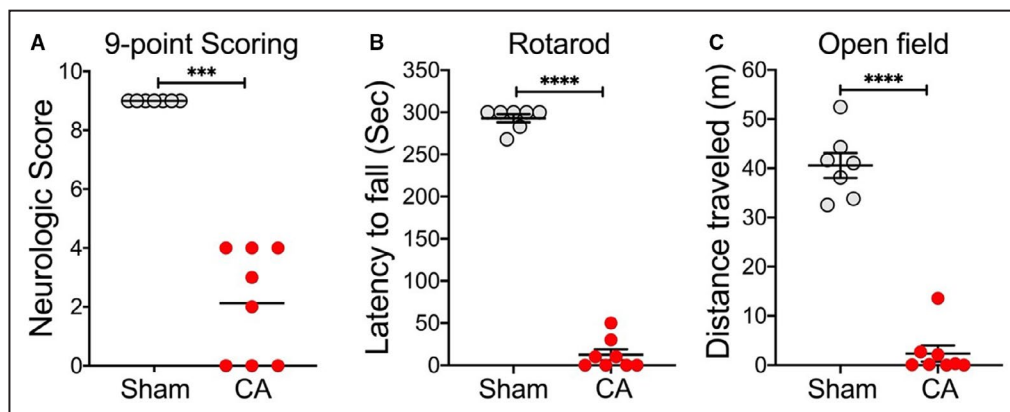 A 9-point Scoring
Neurologic Score
10
8
6
4
2
0
***
Sham CA
B Rotarod
Latency to fall (Sec)
350
300
250
200
150
100
50
0
****
Sham CA
C Open field
Distance traveled (m)
60
50
40
30
20
10
0
****
Sham CA